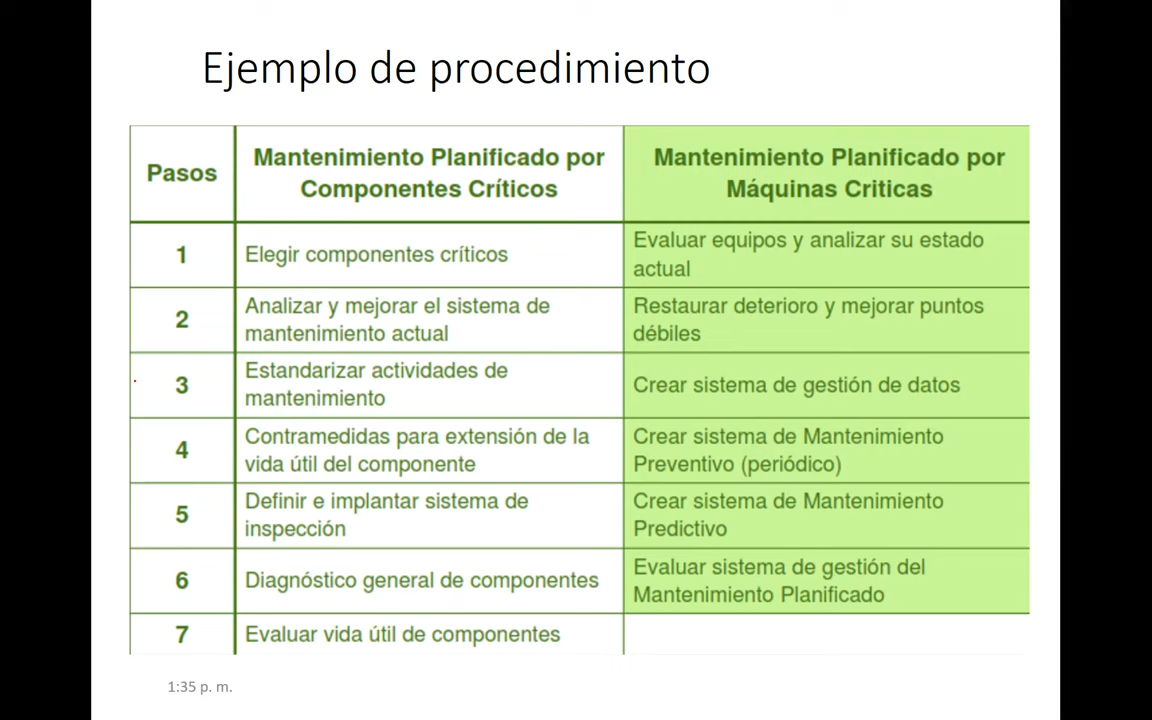 Ejemplo de procedimiento
Pasos
Mantenimiento Planificado por
Componentes Críticos
Mantenimiento Planificado por
Máquinas Criticas
1
Elegir componentes críticos
Evaluar equipos y analizar su estado
actual
2
Analizar y mejorar el sistema de
mantenimiento actual
Restaurar deterioro y mejorar puntos
débiles
3
Estandarizar actividades de
mantenimiento
Crear sistema de gestión de datos
4
Contramedidas para extensión de la
vida útil del componente
Crear sistema de Mantenimiento
Preventivo (periódico)
5
Definir e implantar sistema de
inspección
Crear sistema de Mantenimiento
Predictivo
6
Diagnóstico general de componentes
Evaluar sistema de gestión del
Mantenimiento Planificado
7
Evaluar vida útil de componentes
1:35 p. m.